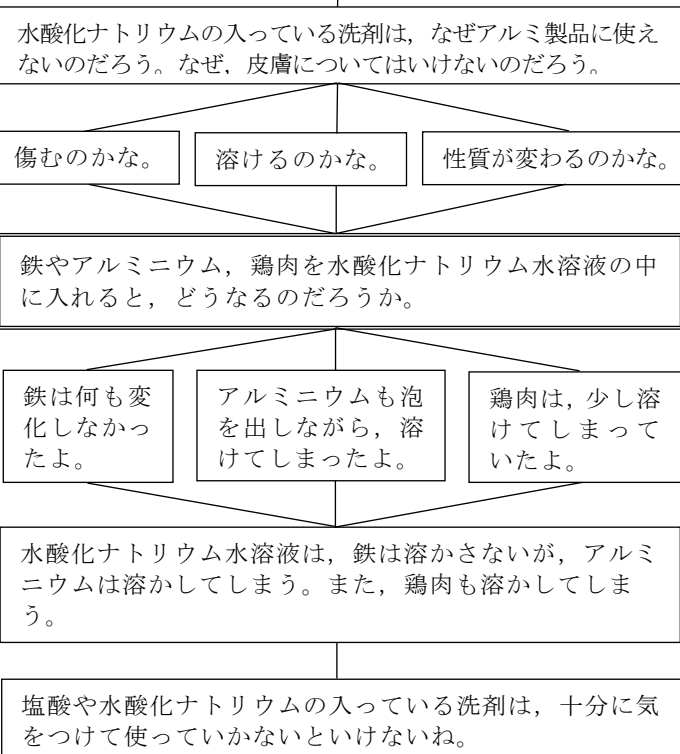 水酸化ナトリウムの入っている洗剤は，なぜアルミ製品に使え
ないのだろう。なぜ，皮膚についてはいけないのだろう。
傷むのかな。
溶けるのかな。
性質が変わるのかな。
鉄やアルミニウム，鶏肉を水酸化ナトリウム水溶液の中
に入れると，どうなるのだろうか。
鉄は何も変
化しなかっ
たよ。
アルミニウムも泡
を出しながら，溶
けてしまったよ。
鶏肉は，少し溶
けてしまって
いたよ。
水酸化ナトリウム水溶液は，鉄は溶かさないが，アルミ
ニウムは溶かしてしまう。また，鶏肉も溶かしてしま
う。
塩酸や水酸化ナトリウムの入っている洗剤は，十分に気
をつけて使っていかないといけないね。